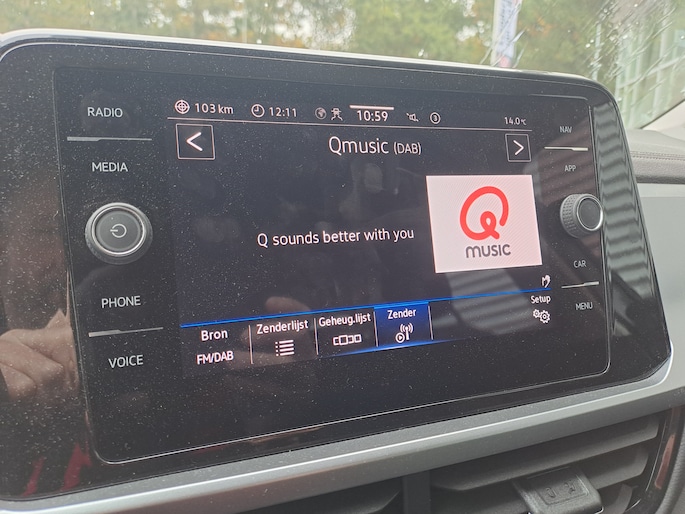 RADIO
MEDIA
PHONE
VOICE
103 km
12:11
10:59
3
14.0°C
<
Qmusic (DAB)
>
Q sounds better with you
Q
music
Bron
FM/DAB
Zenderlijst
Geheug.lijst
Zender
Setup
NAV
APP
CAR
MENU